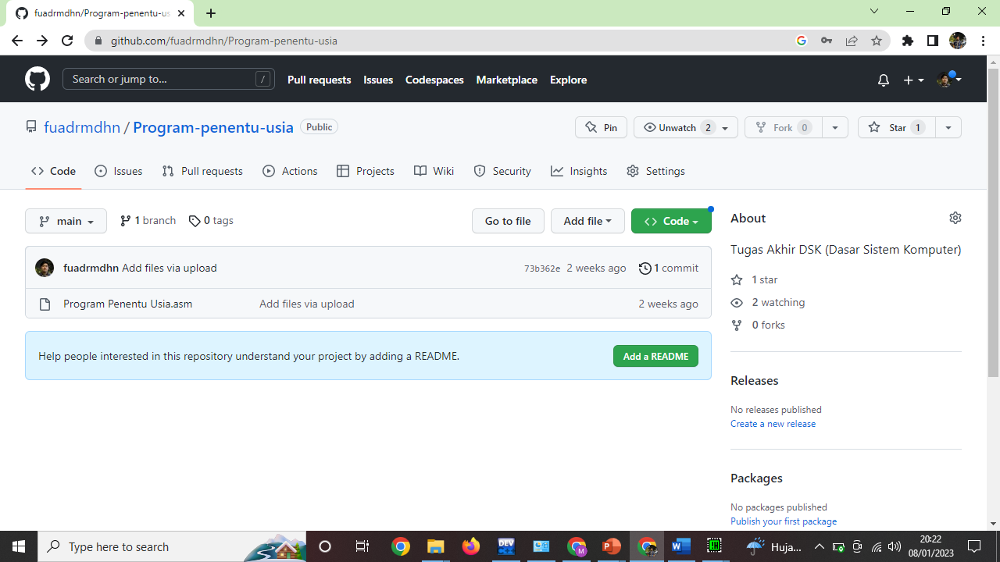 fuadrmdhn/Program-penentu-us
github.com/fuadrmdhn/Program-penentu-usia
Search or jump to... /
Pull requests Issues Codespaces Marketplace Explore
fuadrmdhn / Program-penentu-usia Public
Pin Unwatch 2 Fork 0 Star 1
Code Issues Pull requests Actions Projects Wiki Security Insights Settings
main 1 branch 0 tags Go to file Add file Code
fuadrmdhn Add files via upload 73b362e 2 weeks ago 1 commit
Program Penentu Usia.asm Add files via upload 2 weeks ago
Help people interested in this repository understand your project by adding a README. Add a README
About
Tugas Akhir DSK (Dasar Sistem Komputer)
1 star
2 watching
0 forks
Releases
No releases published
Create a new release
Packages
No packages published
Publish your first package
Type here to search
DEV
Huja...
20:22
08/01/2023